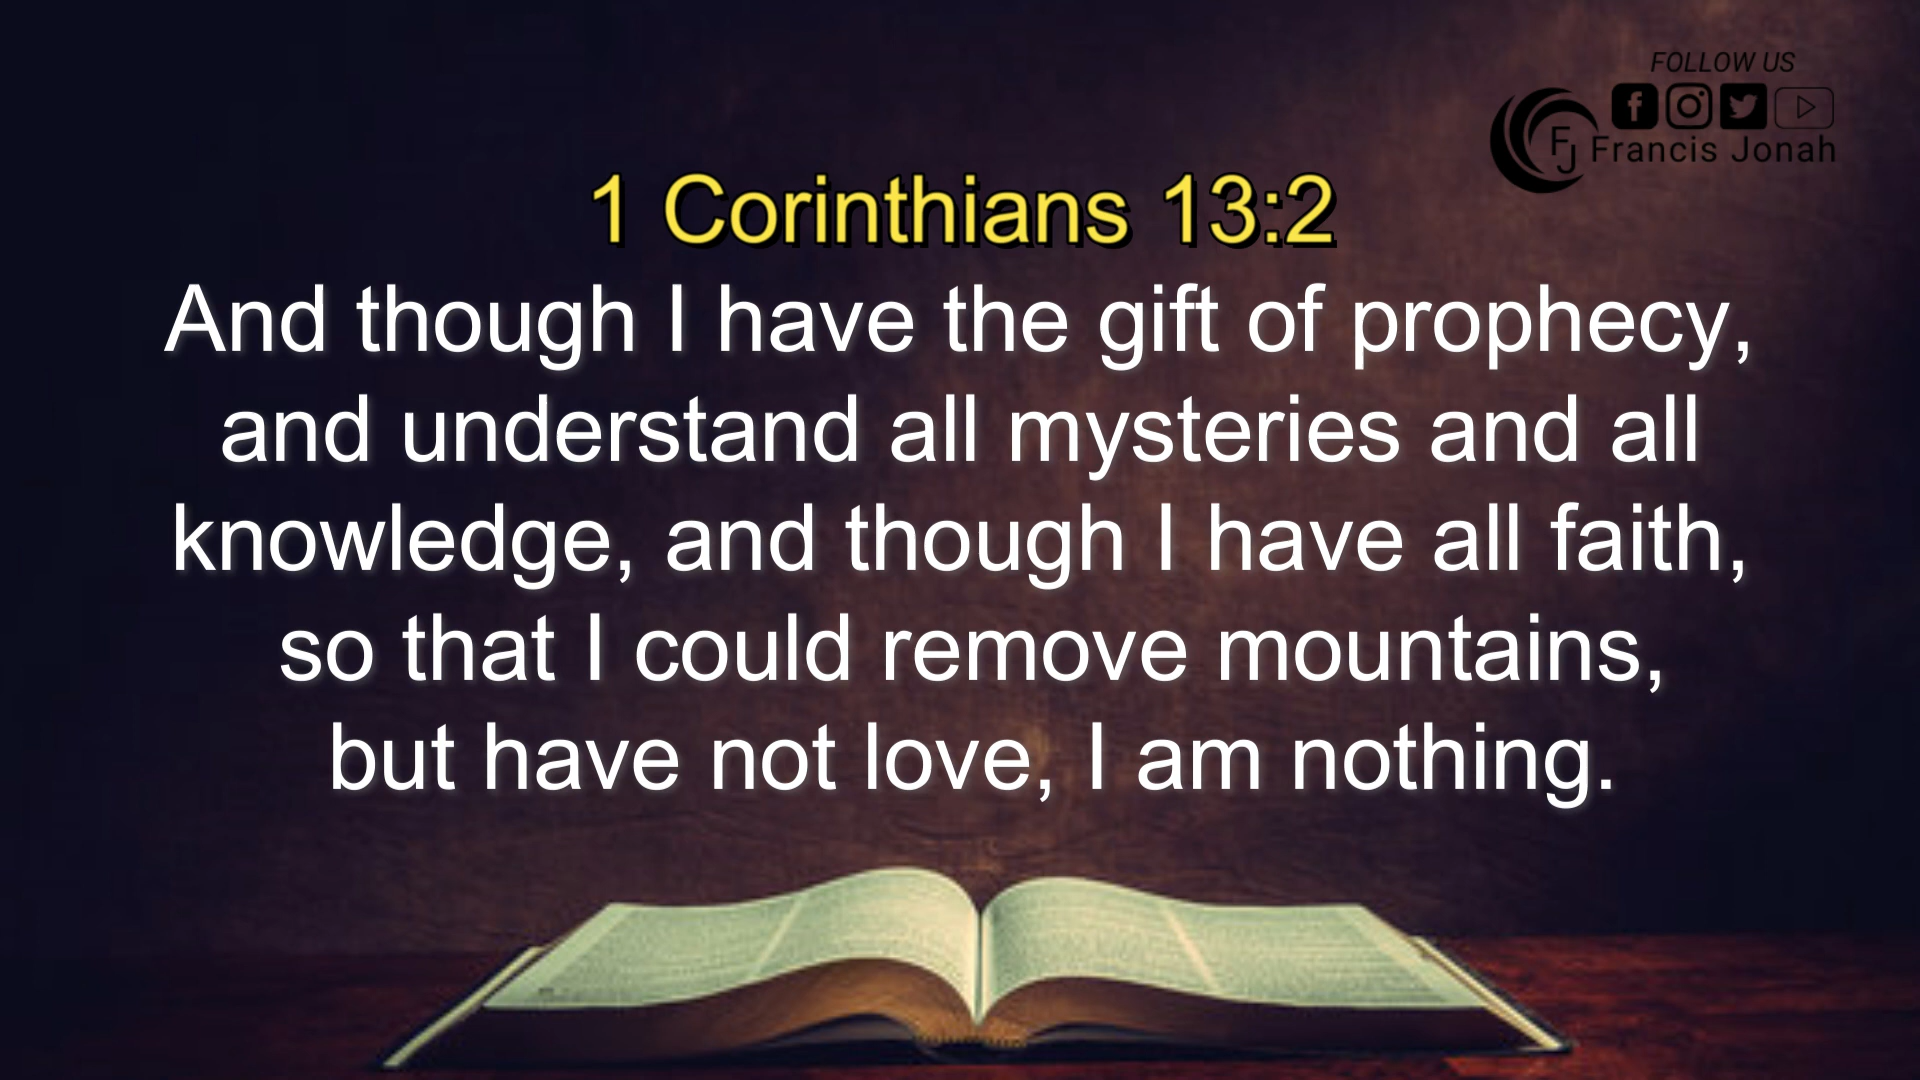 FOLLOW US
FJ Francis Jonah
1 Corinthians 13:2
And though I have the gift of prophecy,
and understand all mysteries and all
knowledge, and though I have all faith,
so that I could remove mountains,
but have not love, I am nothing.